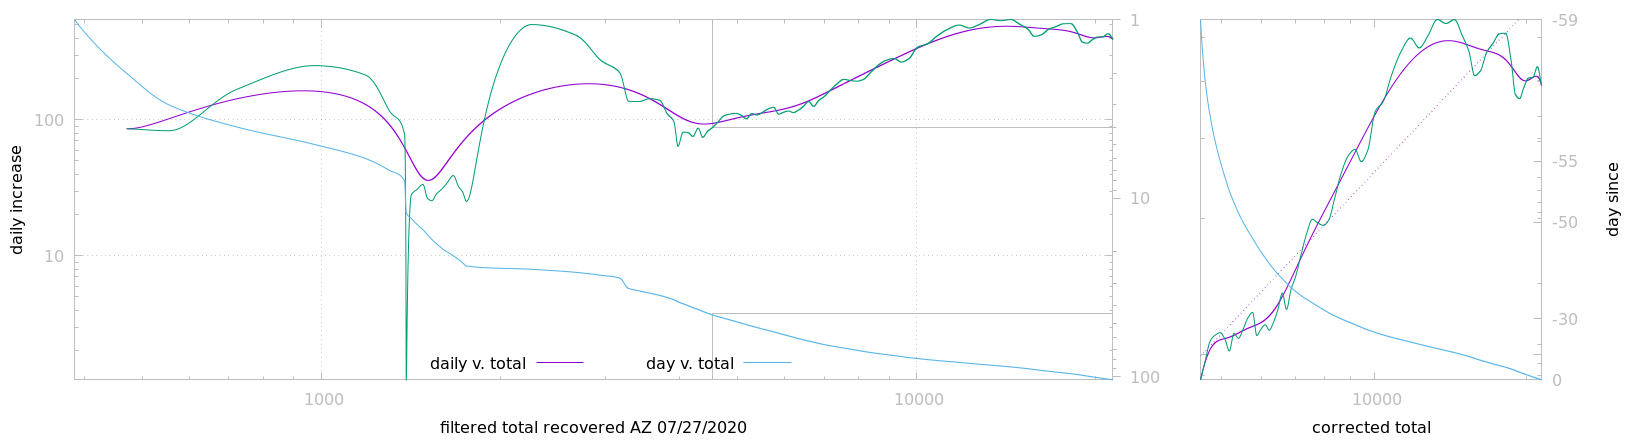 1
-59
100
-55
10
-50
daily increase
day since
10
-30
daily v. total
day v. total
100
0
1000
10000
10000
filtered total recovered AZ 07/27/2020
corrected total